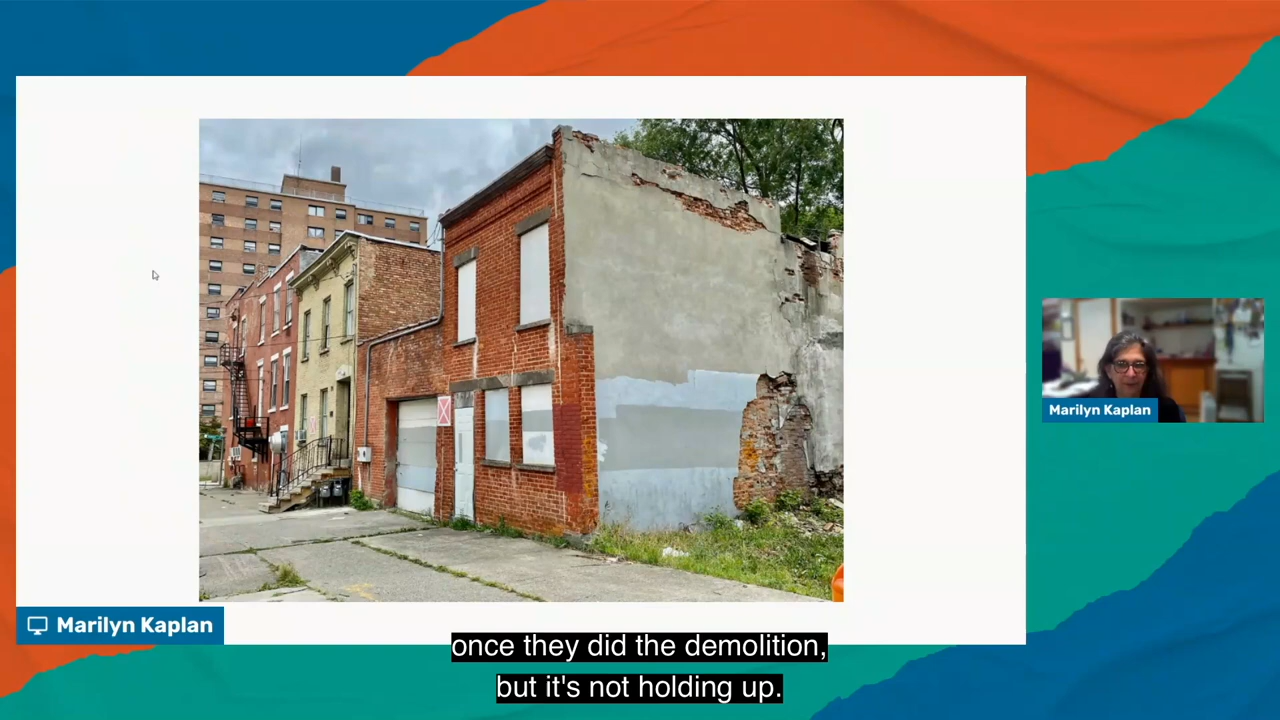 Marilyn Kaplan
Marilyn Kaplan
once they did the demolition,
but it's not holding up.